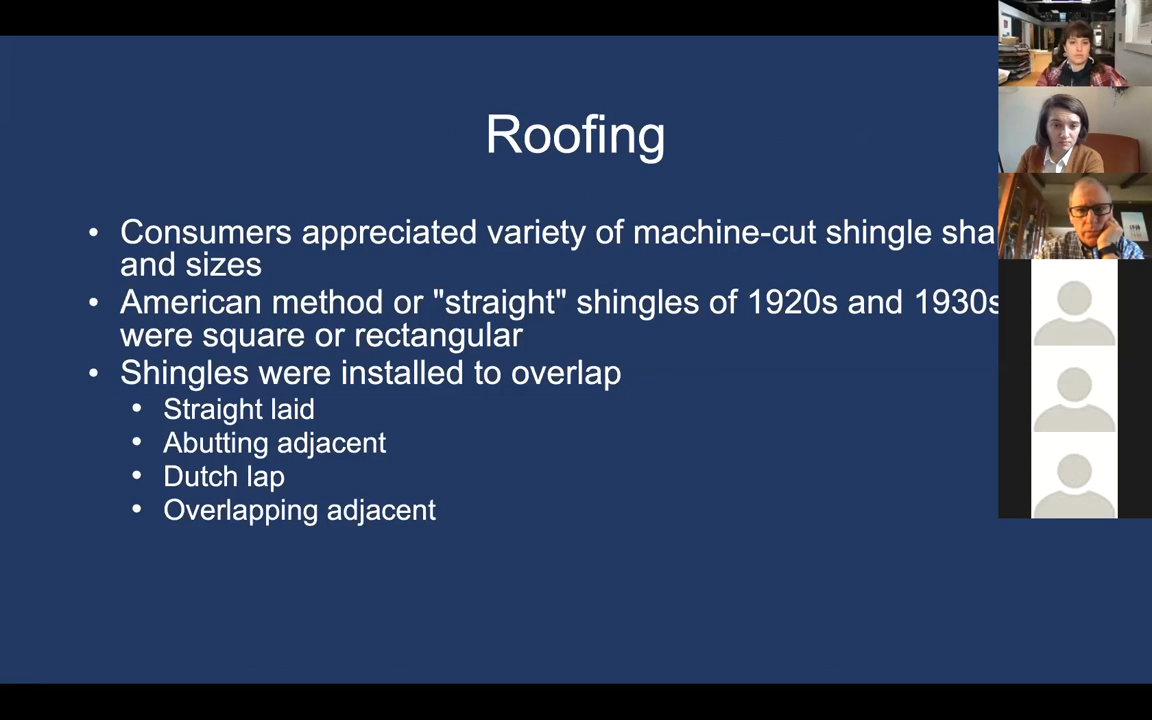 Roofing
• Consumers appreciated variety of machine-cut shingle
and sizes
• American method or "straight" shingles of 1920s and 1930s
were square or rectangular
• Shingles were installed to overlap
• Straight laid
• Abutting adjacent
• Dutch lap
• Overlapping adjacent